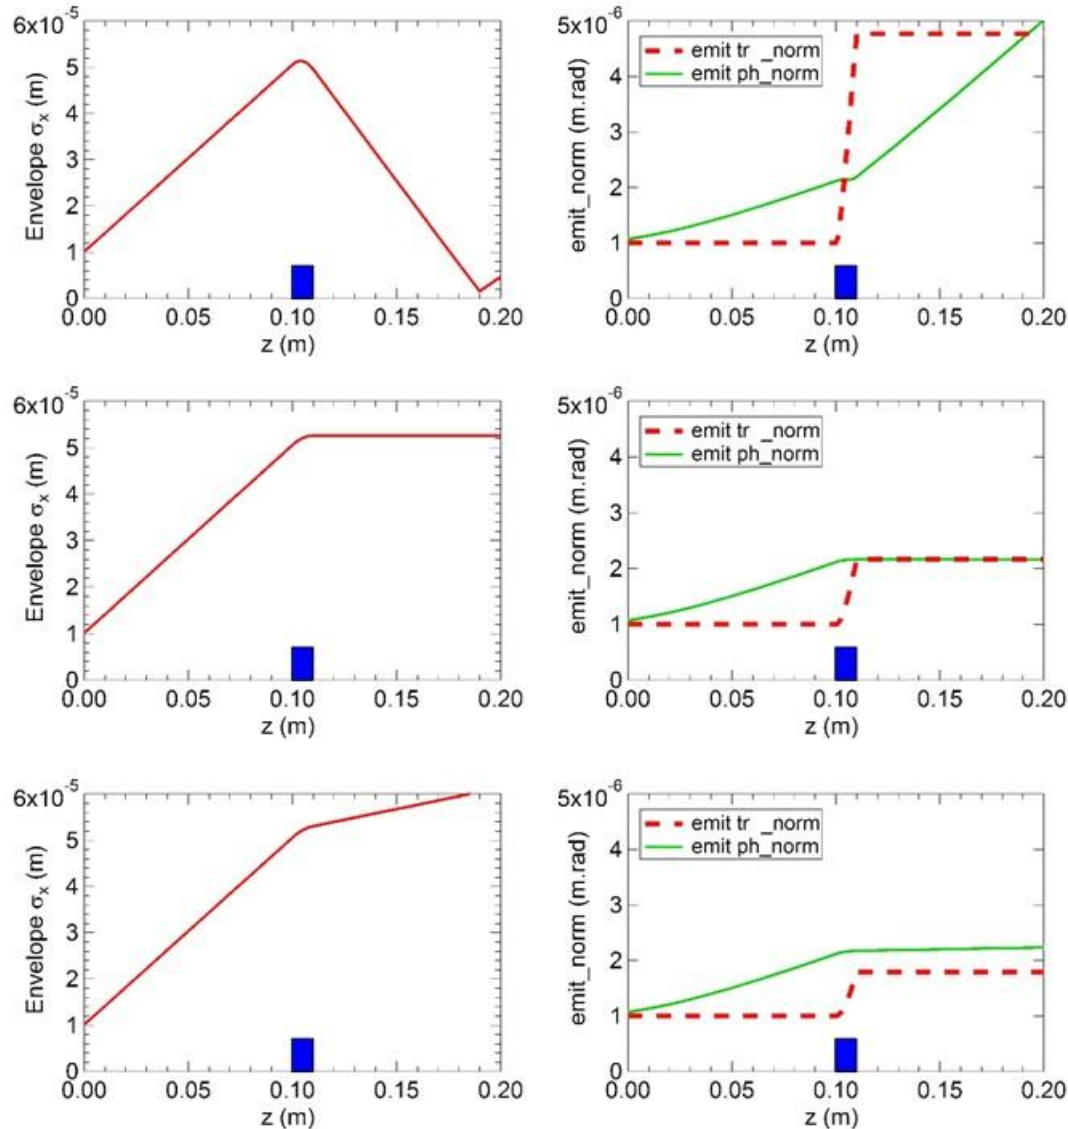 6x10-5
5
4
3
2
1
0
Envelope σx (m)
0.00 0.05 0.10 0.15 0.20
z (m)
5x10-6
4
3
2
1
0
emit_norm (m.rad)
emit tr _norm
emit ph_norm
0.00 0.05 0.10 0.15 0.20
z (m)
6x10-5
5
4
3
2
1
0
Envelope σx (m)
0.00 0.05 0.10 0.15 0.20
z (m)
5x10-6
4
3
2
1
0
emit_norm (m.rad)
emit tr _norm
emit ph_norm
0.00 0.05 0.10 0.15 0.20
z (m)
6x10-5
5
4
3
2
1
0
Envelope σx (m)
0.00 0.05 0.10 0.15 0.20
z (m)
5x10-6
4
3
2
1
0
emit_norm (m.rad)
emit tr _norm
emit ph_norm
0.00 0.05 0.10 0.15 0.20
z (m)